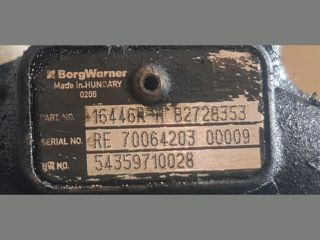 BorgWarner
Made in HUNGARY
0205
PART NO. 16446R 82728353
SERIAL NO. RE 70064203 00009
BW NO. 54359710028